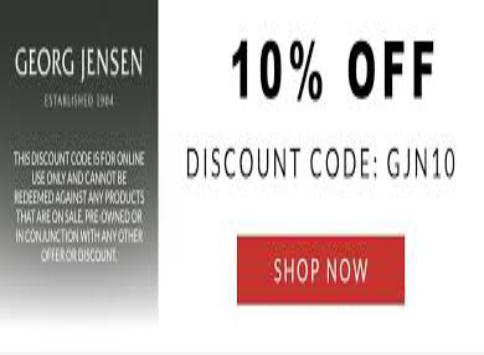 GEORG JENSEN
ESTABLISHED 1904
THIS DISCOUNT CODE IS FOR ONLINE
USE ONLY AND CANNOT BE
REDEEMED AGAINST ANY PRODUCTS
THAT ARE ON SALE, PRE-OWNED OR
IN CONJUNCTION WITH ANY OTHER
OFFER OR DISCOUNT.
10% OFF
DISCOUNT CODE: GJN10
SHOP NOW